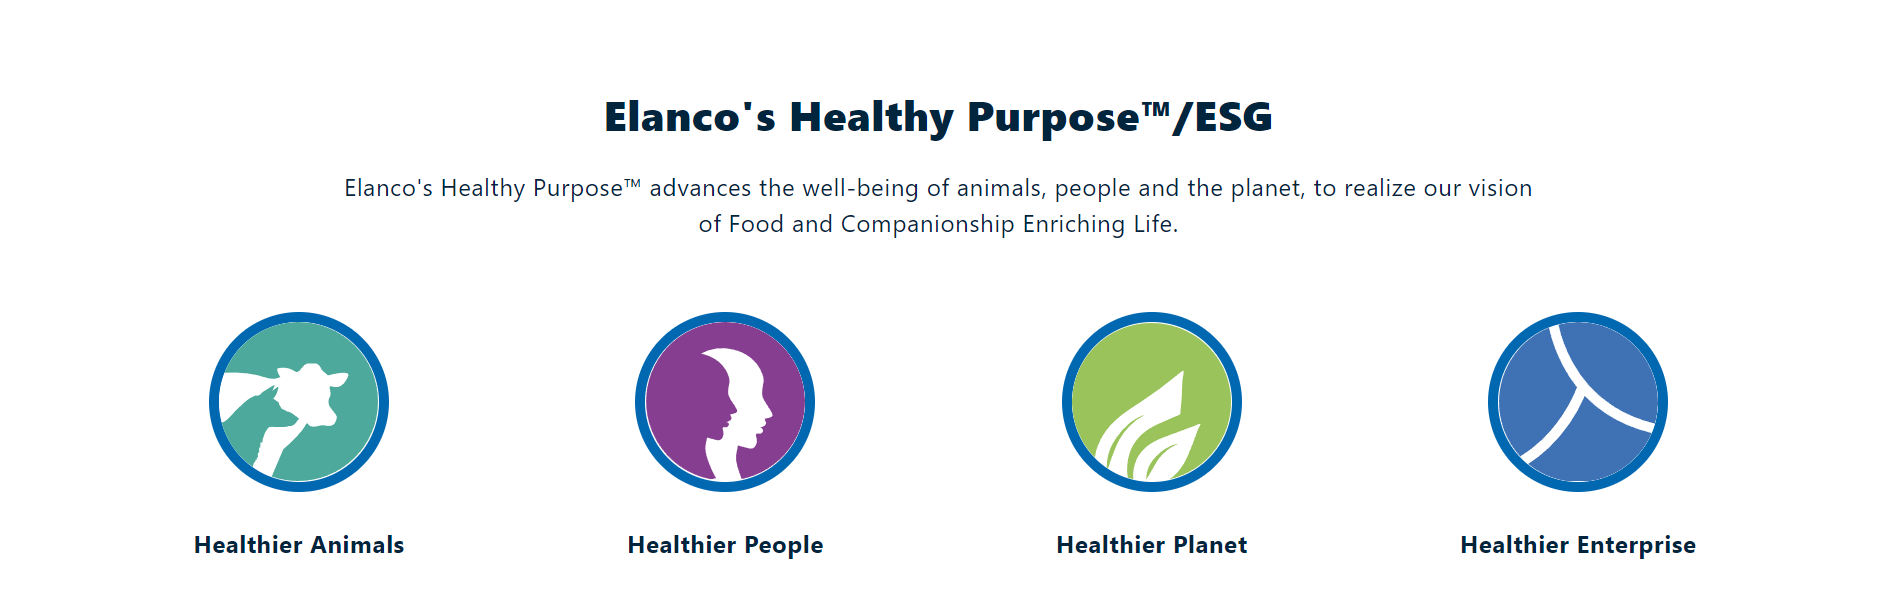 Elanco's Healthy Purpose™/ESG
Elanco's Healthy Purpose™ advances the well-being of animals, people and the planet, to realize our vision
of Food and Companionship Enriching Life.
Healthier Animals
Healthier People
Healthier Planet
Healthier Enterprise